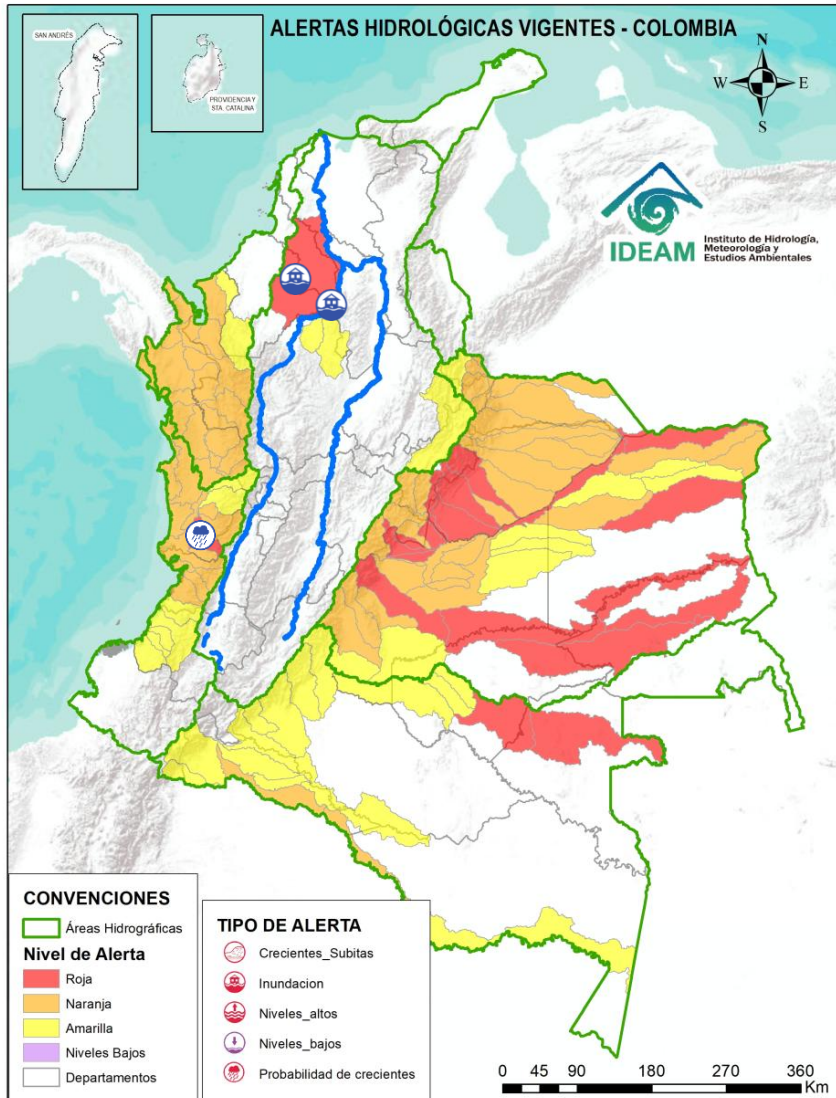 ALERTAS HIDROLÓGICAS VIGENTES - COLOMBIA
SAN ANDRÉS
PROVIDENCIA Y
STA. CATALINA
N
W
E
S
IDEAM
Instituto de Hidrología,
Meteorología y
Estudios Ambientales
CONVENCIONES
Áreas Hidrográficas
Nivel de Alerta
Roja
Naranja
Amarilla
Niveles Bajos
Departamentos
TIPO DE ALERTA
Crecientes_Subitas
Inundacion
Niveles_altos
Niveles_bajos
Probabilidad de crecientes
0 45 90 180 270 360
Km